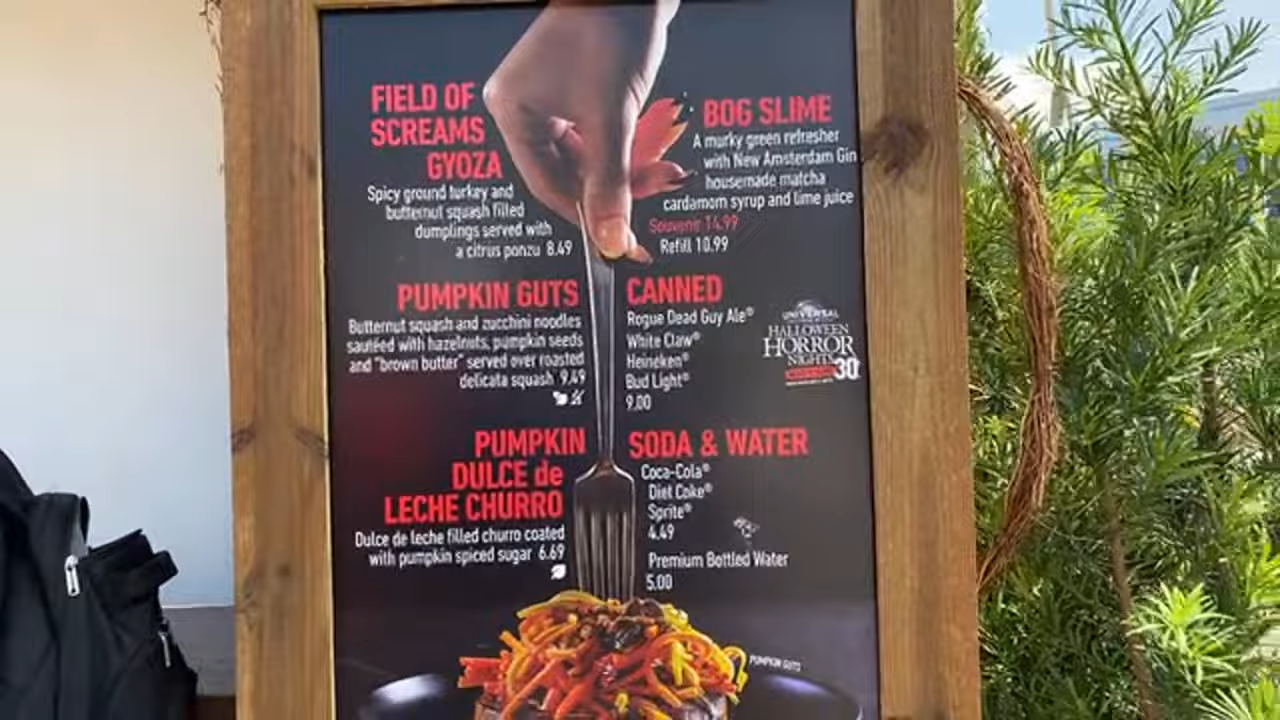 FIELD OF
SCREAMS
GYOZA
Spicy ground turkey and
butternut squash filled
dumplings served with
a citrus ponzu 8.49
PUMPKIN GUTS
Butternut squash and zucchini noodles
sautéed with hazelnuts, pumpkin seeds
and "brown butter" served over roasted
delicata squash 9.49
PUMPKIN
DULCE de
LECHE CHURRO
Dulce de leche filled churro coated
with pumpkin spiced sugar 6.69
BOG SLIME
A murky green refresher
with New Amsterdam Gin
housemade matcha
cardamom syrup and lime juice
Souvenir 14.99
Refill 10.99
CANNED
Rogue Dead Guy Ale®
White Claw®
Heineken®
Bud Light®
9.00
UNIVERSAL
HALLOWEEN
HORROR
NIGHTS
30
SODA & WATER
Coca-Cola®
Diet Coke®
Sprite®
4.49
Premium Bottled Water
5.00
PUMPKIN GUTS